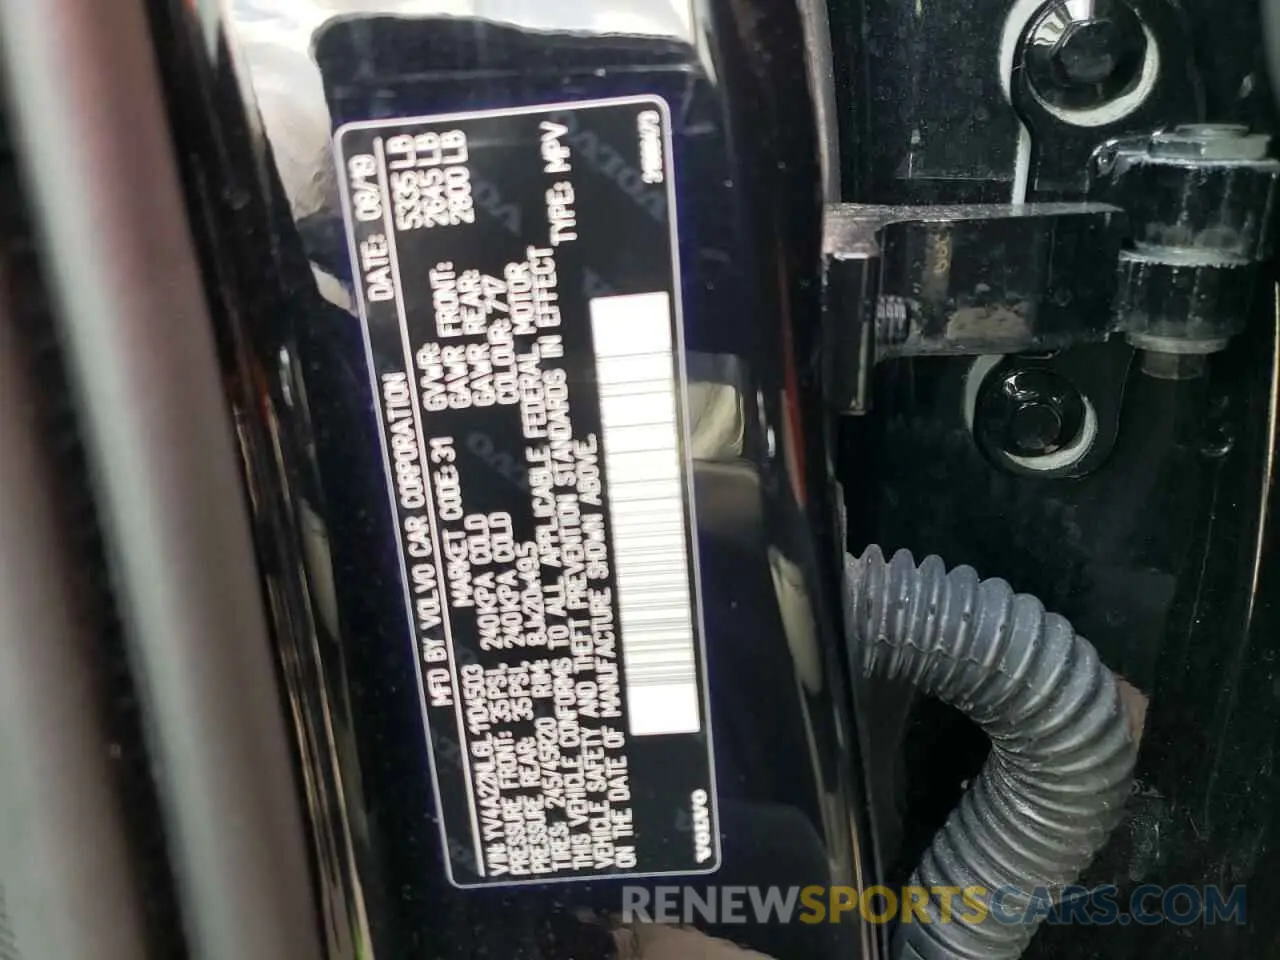 MFD BY VOLVO CAR CORPORATION DATE: 09/19
MARKET CODE: 31 GVWR: 5335 LB
GAWR FRONT: 2645 LB
GAWR REAR: 2800 LB
VIN: YV4A22NL6L1104503 COLOUR: 717
PRESSURE FRONT: 35PSI, 240KPA COLD
PRESSURE REAR: 35PSI, 240KPA COLD
TIRES: 245/45R20 RIM: 8Jx20x49.5
THIS VEHICLE CONFORMS TO ALL APPLICABLE FEDERAL MOTOR
VEHICLE SAFETY AND THEFT PREVENTION STANDARDS IN EFFECT
ON THE DATE OF MANUFACTURE SHOWN ABOVE. TYPE: MPV
VOLVO
RENEWSPORTSCARS.COM